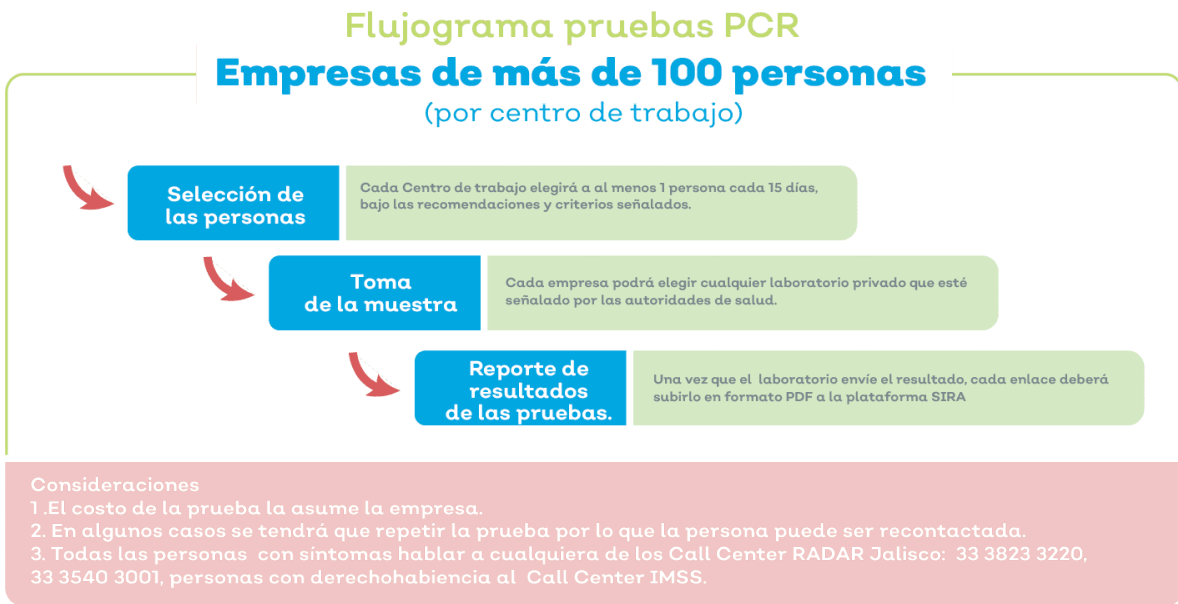 Flujograma pruebas PCR
Empresas de más de 100 personas
(por centro de trabajo)
Selección de
las personas
Cada Centro de trabajo elegirá a al menos 1 persona cada 15 días,
bajo las recomendaciones y criterios señalados.
Toma
de la muestra
Cada empresa podrá elegir cualquier laboratorio privado que esté
señalado por las autoridades de salud.
Reporte de
resultados
de las pruebas.
Una vez que el laboratorio envíe el resultado, cada enlace deberá
subirlo en formato PDF a la plataforma SIRA
Consideraciones
1 .El costo de la prueba la asume la empresa.
2. En algunos casos se tendrá que repetir la prueba por lo que la persona puede ser recontactada.
3. Todas las personas con síntomas hablar a cualquiera de los Call Center RADAR Jalisco: 33 3823 3220,
33 3540 3001, personas con derechohabiencia al Call Center IMSS.